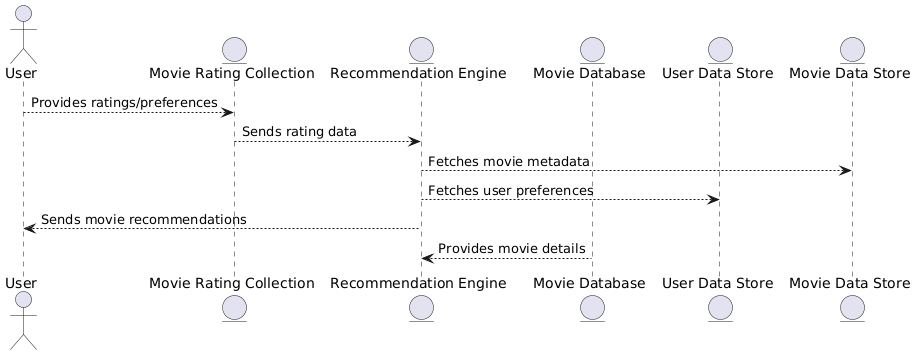 User
Movie Rating Collection
Recommendation Engine
Movie Database
User Data Store
Movie Data Store
Provides ratings/preferences
Sends rating data
Fetches movie metadata
Fetches user preferences
Sends movie recommendations
Provides movie details
User
Movie Rating Collection
Recommendation Engine
Movie Database
User Data Store
Movie Data Store